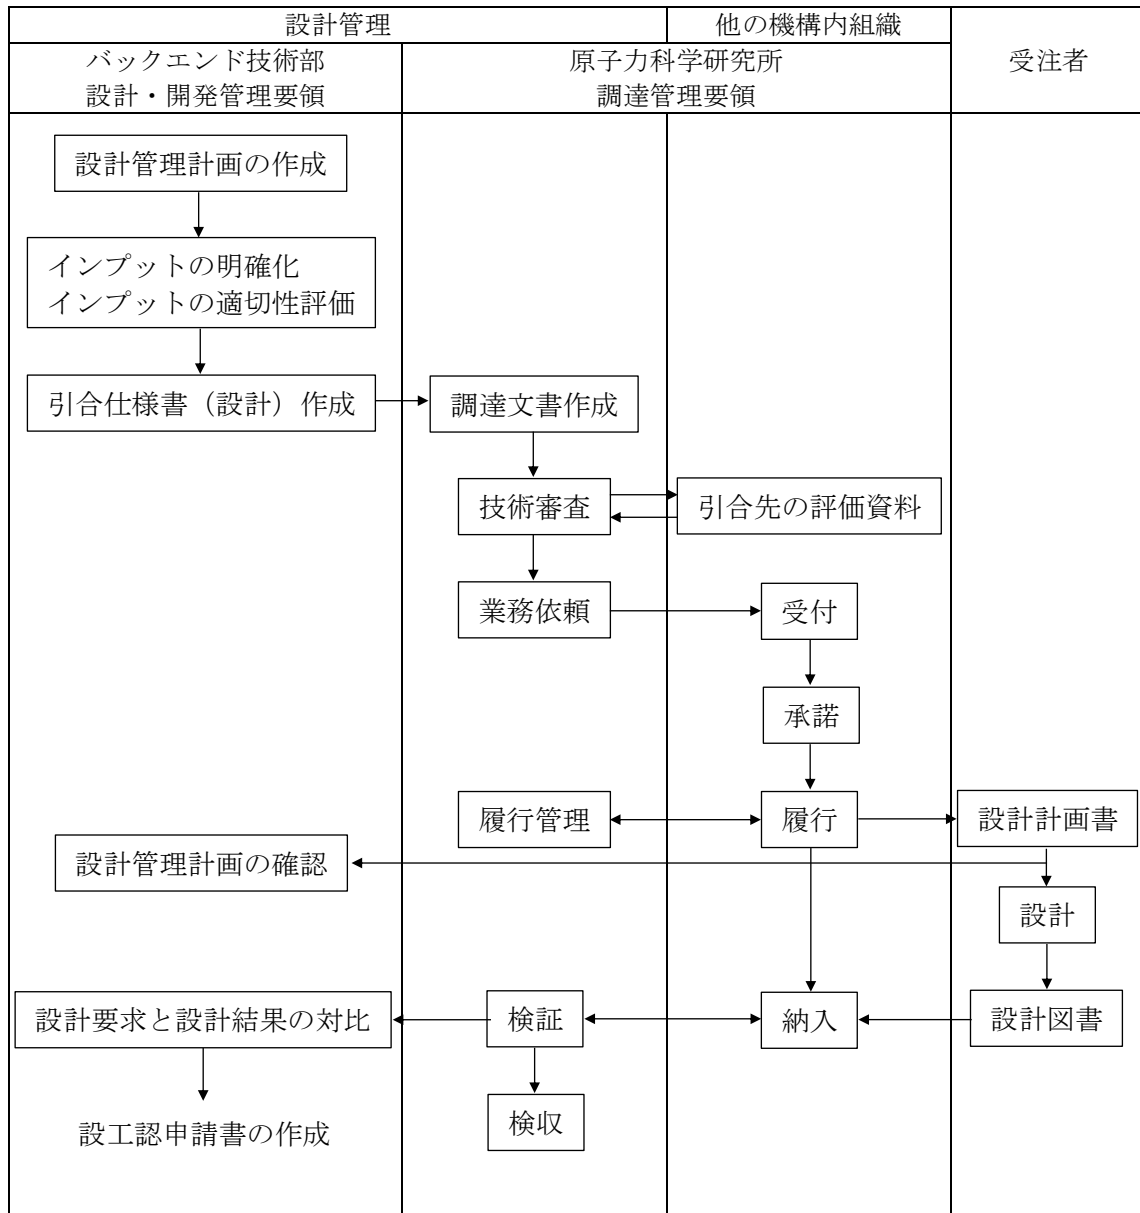 設計管理
他の機構内組織
受注者
バックエンド技術部
設計・開発管理要領
原子力科学研究所
調達管理要領
設計管理計画の作成
インプットの明確化
インプットの適切性評価
引合仕様書（設計）作成
調達文書作成
技術審査
引合先の評価資料
業務依頼
受付
承諾
履行管理
履行
設計計画書
設計管理計画の確認
設計
設計要求と設計結果の対比
検証
納入
設計図書
検収
設工認申請書の作成